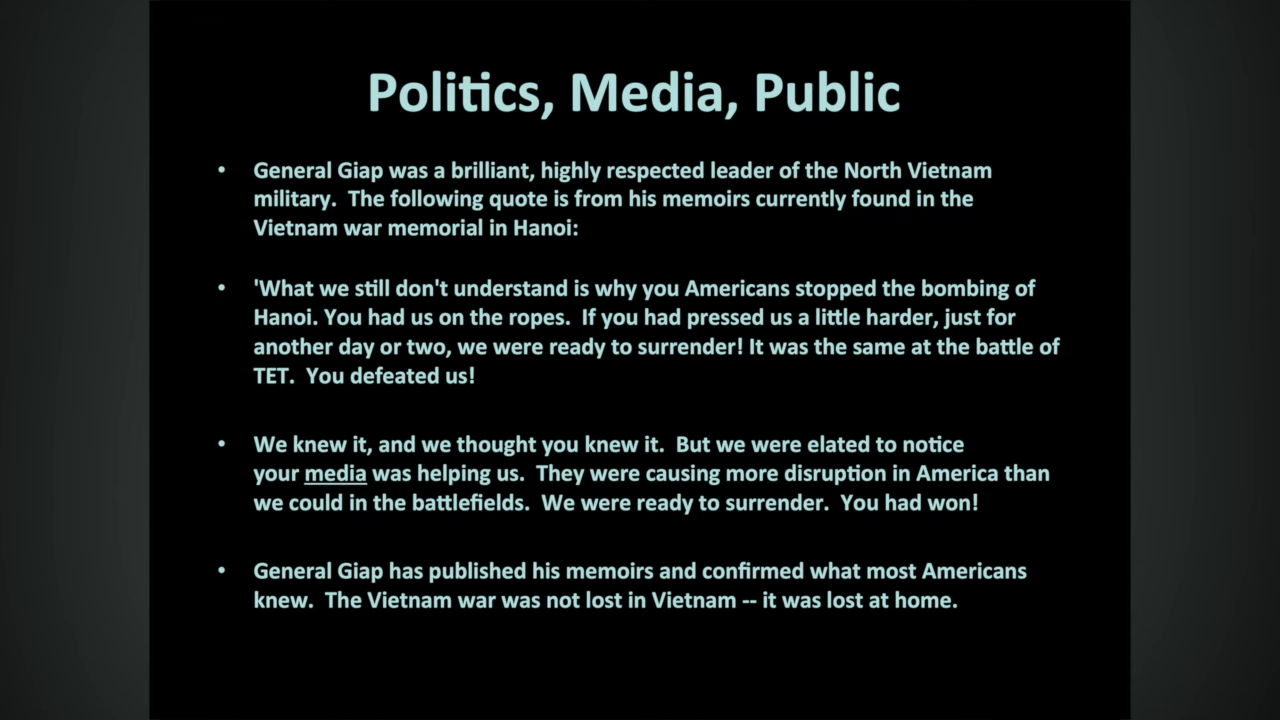 Politics, Media, Public
• General Giap was a brilliant, highly respected leader of the North Vietnam
military.  The following quote is from his memoirs currently found in the
Vietnam war memorial in Hanoi:
• 'What we still don't understand is why you Americans stopped the bombing of
Hanoi. You had us on the ropes.  If you had pressed us a little harder, just for
another day or two, we were ready to surrender! It was the same at the battle of
TET.  You defeated us!
• We knew it, and we thought you knew it.  But we were elated to notice
your media was helping us.  They were causing more disruption in America than
we could in the battlefields.  We were ready to surrender.  You had won!
• General Giap has published his memoirs and confirmed what most Americans
knew.  The Vietnam war was not lost in Vietnam -- it was lost at home.